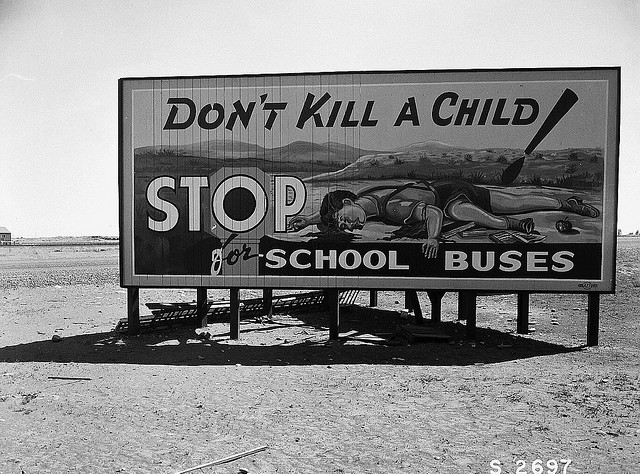 DON'T KILL A CHILD!
STOP
for SCHOOL BUSES
S 2697